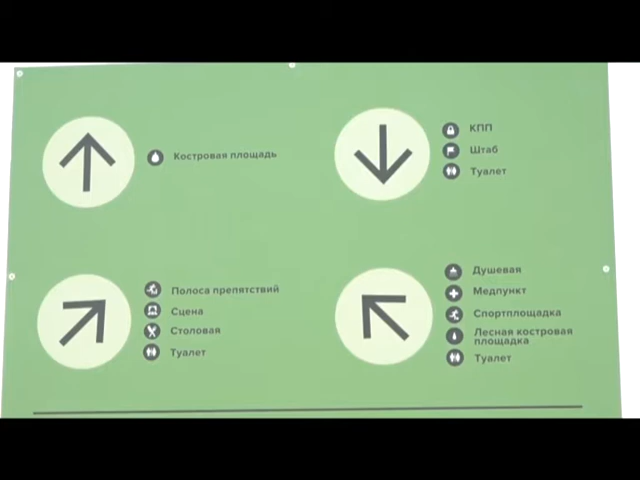 Костровая площадь
КПП
Штаб
Туалет
Полоса препятствий
Сцена
Столовая
Туалет
Душевая
Медпункт
Спортплощадка
Лесная костровая
площадка
Туалет